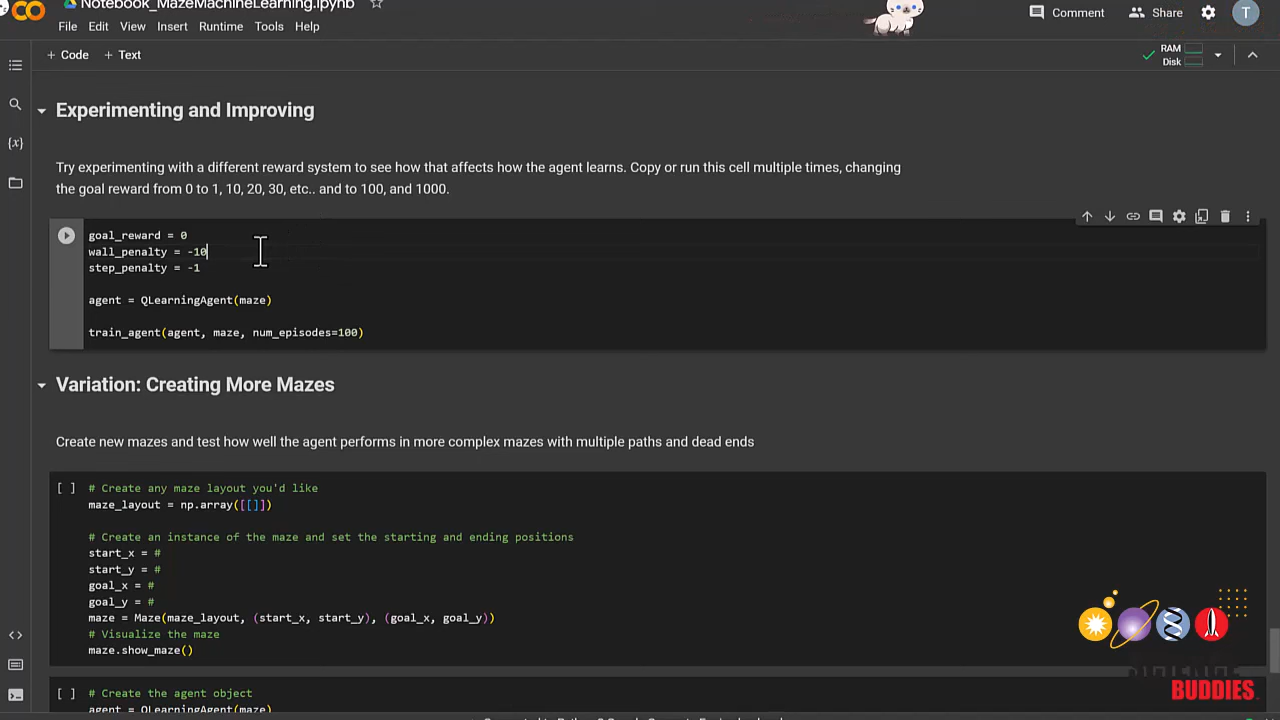 Notebook_MazeMachineLearning.ipynb
File Edit View Insert Runtime Tools Help
Comment Share T
+ Code + Text
RAM
Disk
Experimenting and Improving
Try experimenting with a different reward system to see how that affects how the agent learns. Copy or run this cell multiple times, changing
the goal reward from 0 to 1, 10, 20, 30, etc.. and to 100, and 1000.
goal_reward = 0
wall_penalty = -10
step_penalty = -1
agent = QLearningAgent(maze)
train_agent(agent, maze, num_episodes=100)
Variation: Creating More Mazes
Create new mazes and test how well the agent performs in more complex mazes with multiple paths and dead ends
[ ] # Create any maze layout you'd like
maze_layout = np.array([[]])
# Create an instance of the maze and set the starting and ending positions
start_x = #
start_y = #
goal_x = #
goal_y = #
maze = Maze(maze_layout, (start_x, start_y), (goal_x, goal_y))
# Visualize the maze
maze.show_maze()
[ ] # Create the agent object
agent = QLearningAgent(maze)
BUDDIES.